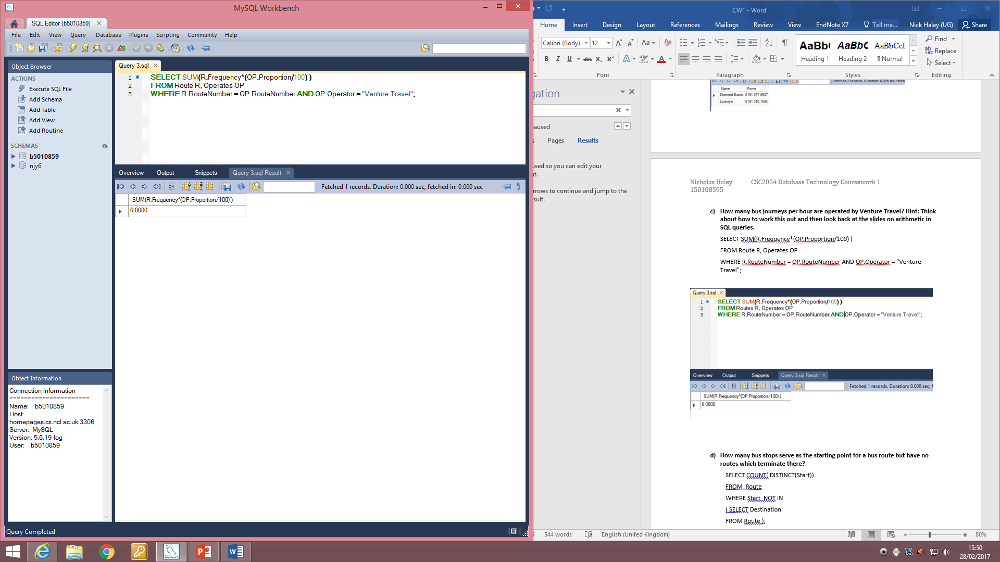 MySQL Workbench
SQL Editor (b5010859)
File Edit View Query Database Plugins Scripting Community Help
Object Browser
ACTIONS
Execute SQL File
Add Schema
Add Table
Add View
Add Routine
SCHEMAS
b5010859
njy6
Query 3.sql
1 SELECT SUM(R.Frequency*(OP.Proportion/100) )
2 FROM Route R, Operates OP
3 WHERE R.RouteNumber = OP.RouteNumber AND OP.Operator = "Venture Travel";
Overview Output Snippets Query 3.sql Result
Fetched 1 records. Duration: 0.000 sec, fetched in: 0.000 sec
SUM(R.Frequency*(OP.Proportion/100) )
6.0000
Object Information
Connection Information
======================
Name: b5010859
Host:
homepages.cs.ncl.ac.uk:3306
Server: MySQL
Version: 5.6.19-log
User: b5010859
Query Completed
CW1 - Word
Home Insert Design Layout References Mailings Review View EndNote X7 Tell me... Nick Haley (UG) Share
Calibri (Body) 12
Font Paragraph
AaBb( AaBbC AaBbCcI
Heading 1 Heading 2 ¶ Normal
Styles
Find
Replace
Select
Editing
gation
aused
s Pages Results
used so you can edit your
nt.
rrows to continue and jump to the
sult.
Fetched 2 records. Duration: 0.016 sec, fetch
Name Phone
Diamond Buses 0191 267 8937
Lockey's 0191 340 1934
Nicholas Haley CSC2024 Database Technology Coursework 1
150108595
c) How many bus journeys per hour are operated by Venture Travel? Hint: Think
about how to work this out and then look back at the slides on arithmetic in
SQL queries.
SELECT SUM(R.Frequency*(OP.Proportion/100) )
FROM Route R, Operates OP
WHERE R.RouteNumber = OP.RouteNumber AND OP.Operator = "Venture
Travel";
Query 3.sql
1 SELECT SUM(R.Frequency*(OP.Proportion/100) )
2 FROM Routes R, Operates OP
3 WHERE R.RouteNumber = OP.RouteNumber AND OP.Operator = "Venture Travel";
Overview Output Snippets Query 3.sql Result
Fetched 1 records. Duration: 0.000 sec, f
SUM(R.Frequency*(OP.Proportion/100) )
6.0000
d) How many bus stops serve as the starting point for a bus route but have no
routes which terminate there?
SELECT COUNT( DISTINCT(Start))
FROM Route
WHERE Start NOT IN
( SELECT Destination
FROM Route );
544 words English (United Kingdom) 80%
15:50
28/02/2017